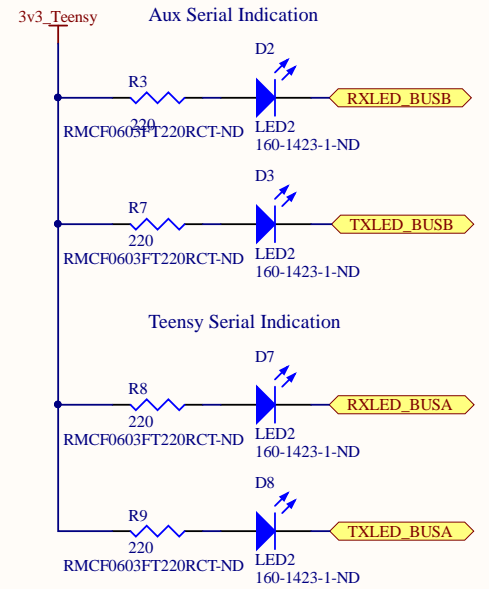 3v3_Teensy
Aux Serial Indication
D2
R3
RXLED_BUSB
220
RMCF0603FT220RCT-ND
LED2
160-1423-1-ND
D3
R7
TXLED_BUSB
220
RMCF0603FT220RCT-ND
LED2
160-1423-1-ND
Teensy Serial Indication
D7
R8
RXLED_BUSA
220
RMCF0603FT220RCT-ND
LED2
160-1423-1-ND
D8
R9
TXLED_BUSA
220
RMCF0603FT220RCT-ND
LED2
160-1423-1-ND